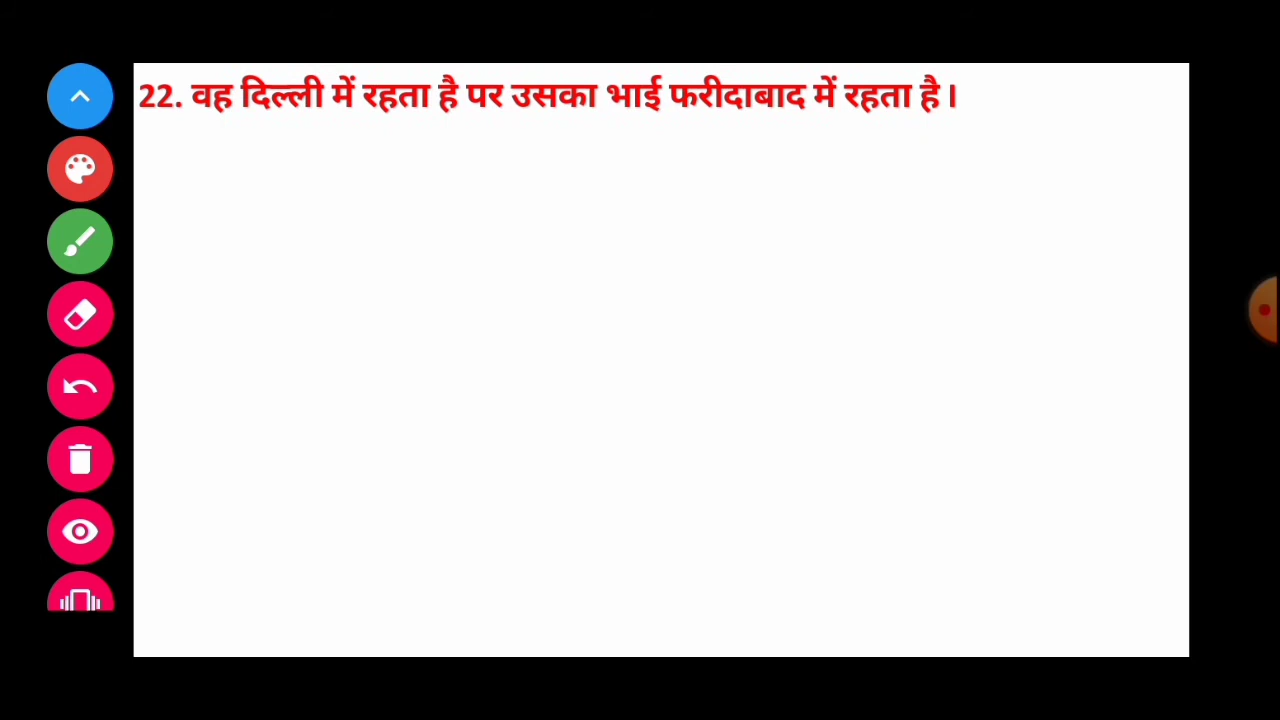 22. वह दिल्ली में रहता है पर उसका भाई फरीदाबाद में रहता है।